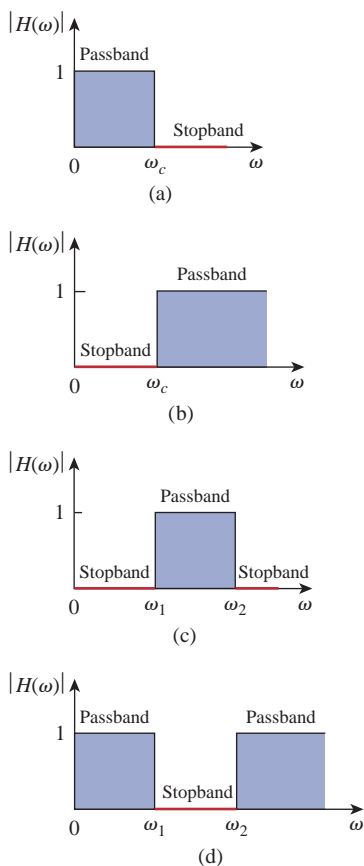 |H(ω)|
Passband
1
Stopband
0
ω_c
ω
(a)
|H(ω)|
Passband
1
Stopband
0
ω_c
ω
(b)
|H(ω)|
Passband
1
Stopband
Stopband
0
ω_1
ω_2
ω
(c)
|H(ω)|
Passband
Passband
1
Stopband
0
ω_1
ω_2
ω
(d)